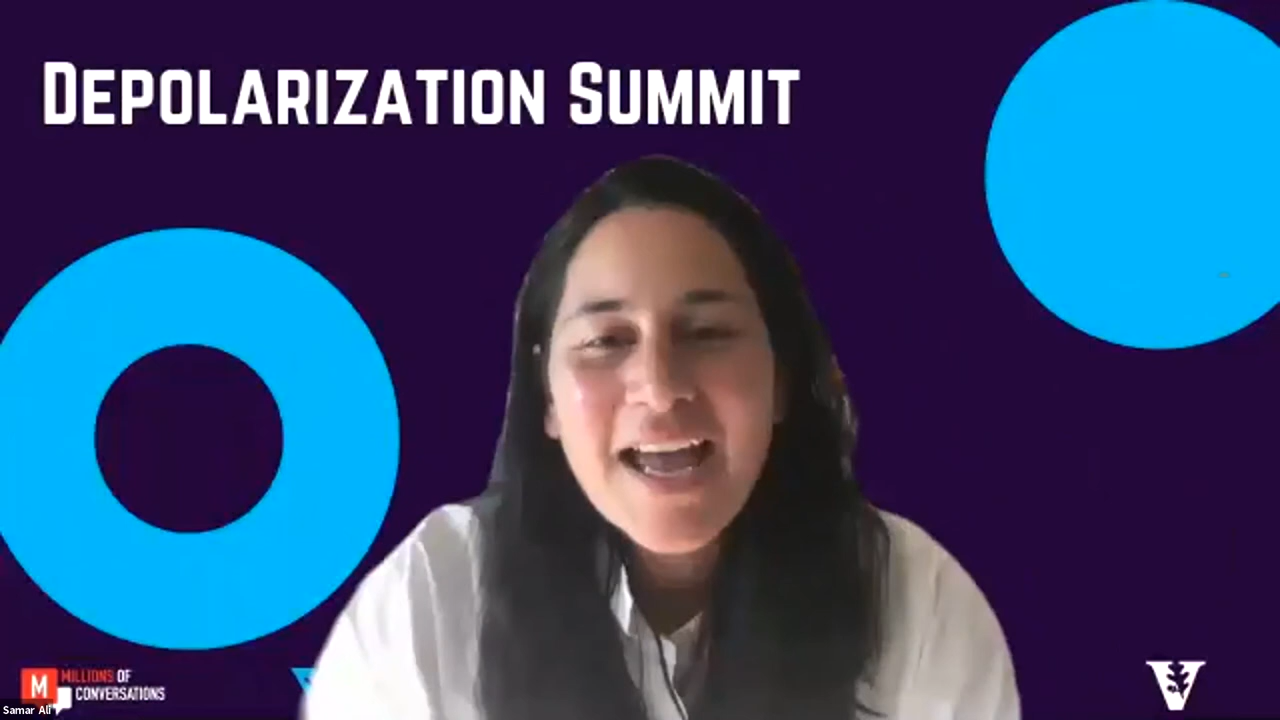 Depolarization Summit
MILLIONS OF
CONVERSATIONS
M
V
Samar Ali